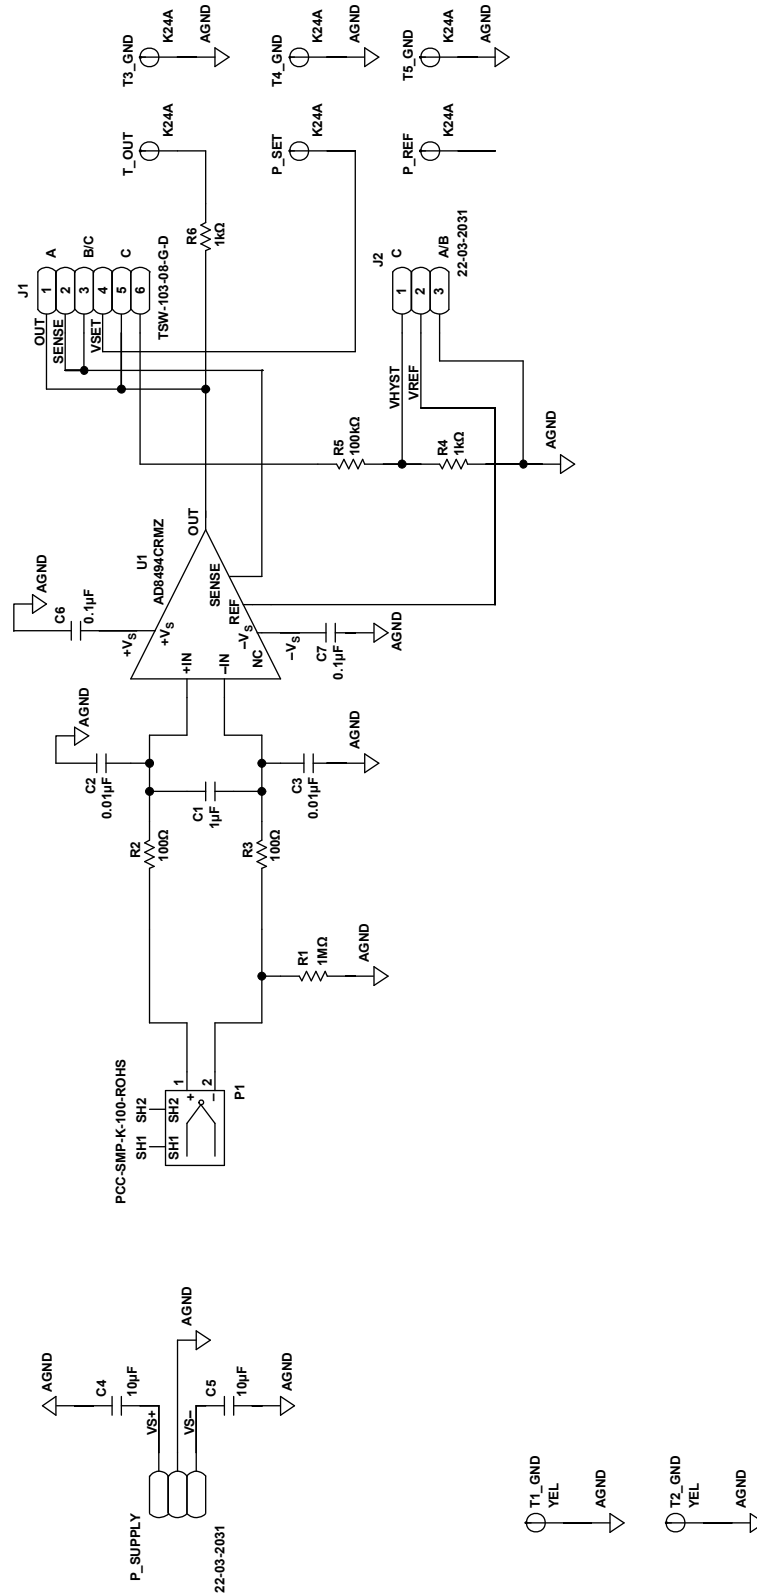 P_SUPPLY
22-03-2031
VS+
VS–
C4
10µF
AGND
C5
10µF
AGND
AGND
T1_GND
YEL
AGND
T2_GND
YEL
AGND
PCC-SMP-K-100-ROHS
SH1
SH2
SH1
SH2
1
+
–
2
P1
R2
100Ω
R3
100Ω
R1
1MΩ
AGND
C2
0.01µF
AGND
C1
1µF
C3
0.01µF
AGND
C6
0.1µF
AGND
+VS
U1
AD8494CRMZ
+VS
+IN
–IN
OUT
SENSE
REF
–VS
NC
–VS
C7
0.1µF
AGND
J1
OUT
SENSE
VSET
1
2
3
4
5
6
A
B/C
C
TSW-103-08-G-D
R6
1kΩ
R5
100kΩ
R4
1kΩ
AGND
VHYST
VREF
J2
1
2
3
C
A/B
22-03-2031
T_OUT
K24A
T3_GND
K24A
AGND
P_SET
K24A
T4_GND
K24A
AGND
P_REF
K24A
T5_GND
K24A
AGND